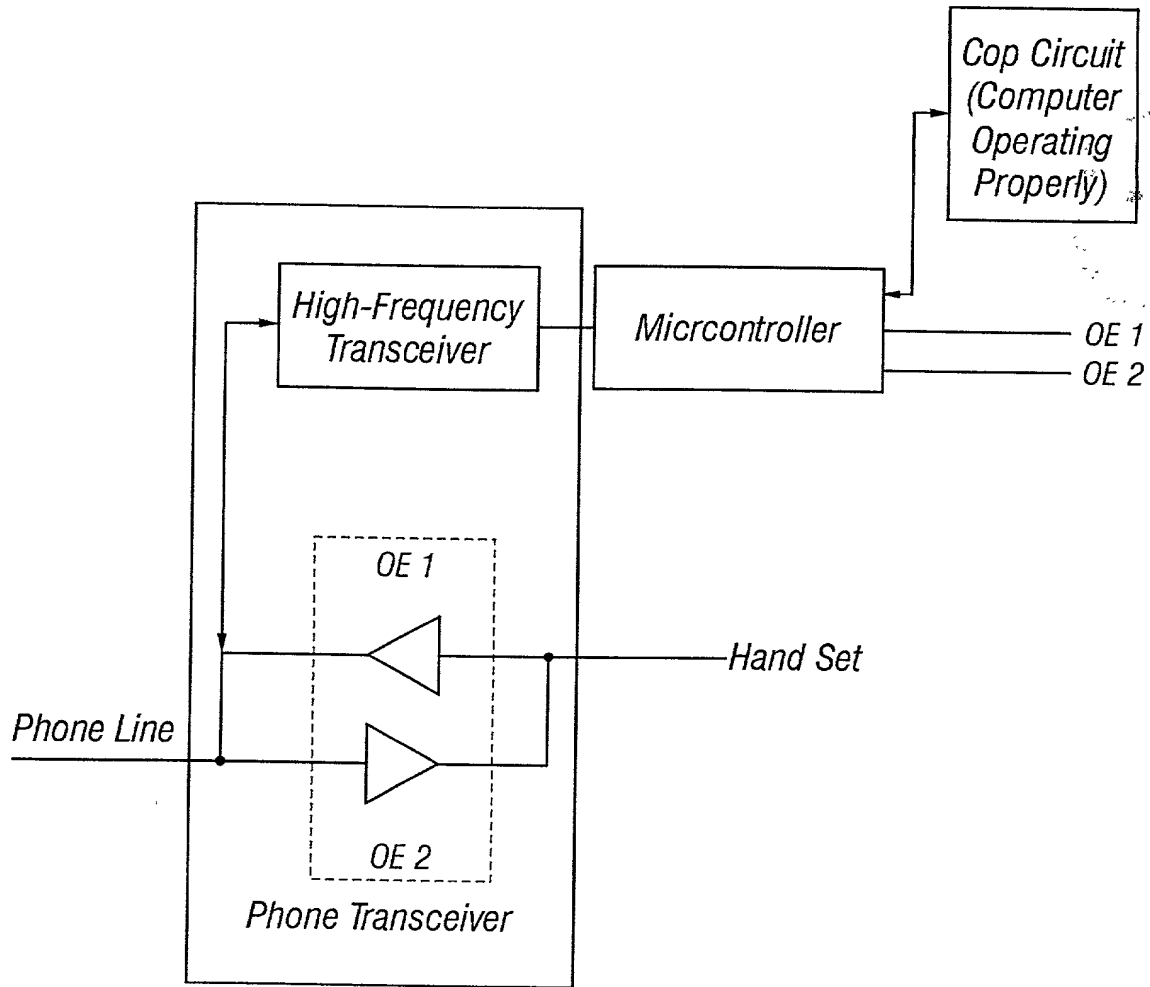 Cop Circuit
(Computer
Operating
Properly)
High-Frequency
Transceiver
Micrcontroller
OE 1
OE 2
OE 1
Hand Set
Phone Line
OE 2
Phone Transceiver